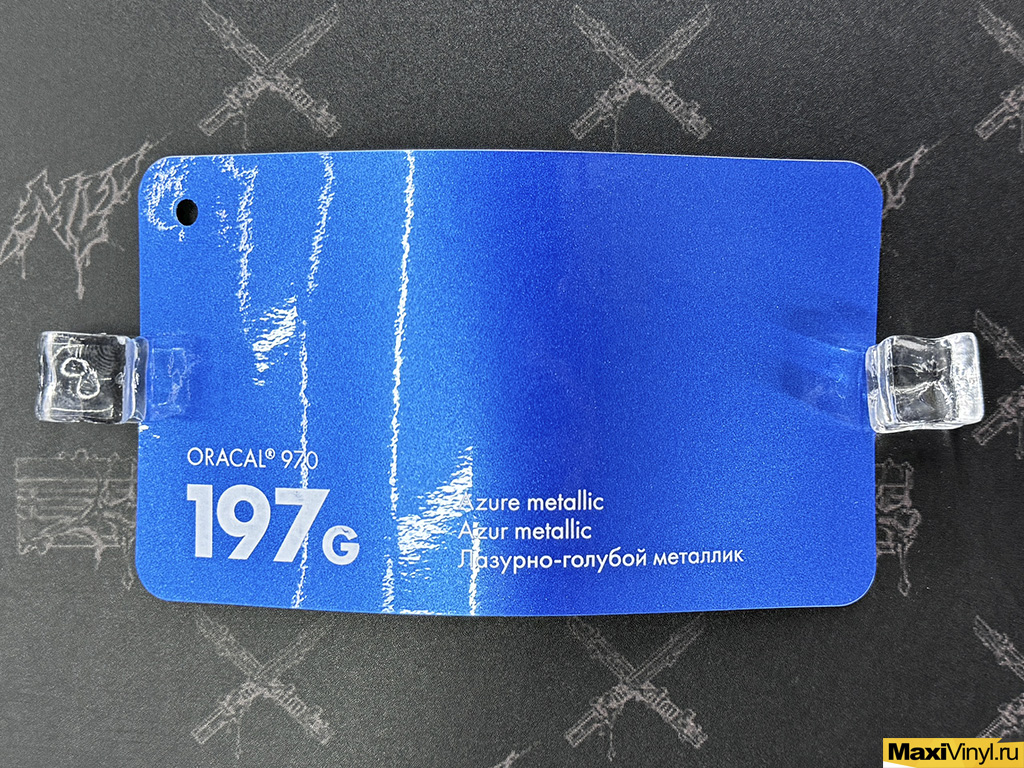 ORACAL® 970
197G
Azure metallic
Azur metallic
Лазурно-голубой металлик
MaxiVinyl.ru